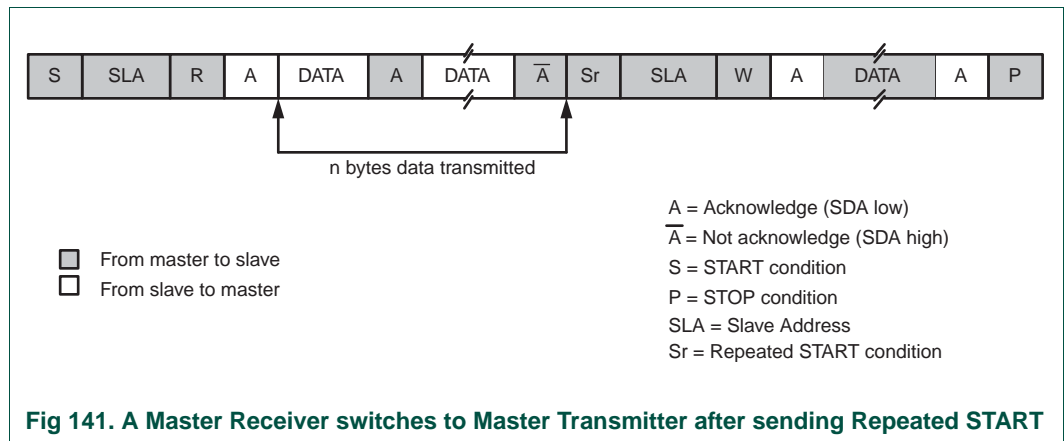 S SLA R A DATA A DATA A̅ Sr SLA W A DATA A P
n bytes data transmitted
From master to slave
From slave to master
A = Acknowledge (SDA low)
A̅ = Not acknowledge (SDA high)
S = START condition
P = STOP condition
SLA = Slave Address
Sr = Repeated START condition
Fig 141. A Master Receiver switches to Master Transmitter after sending Repeated START